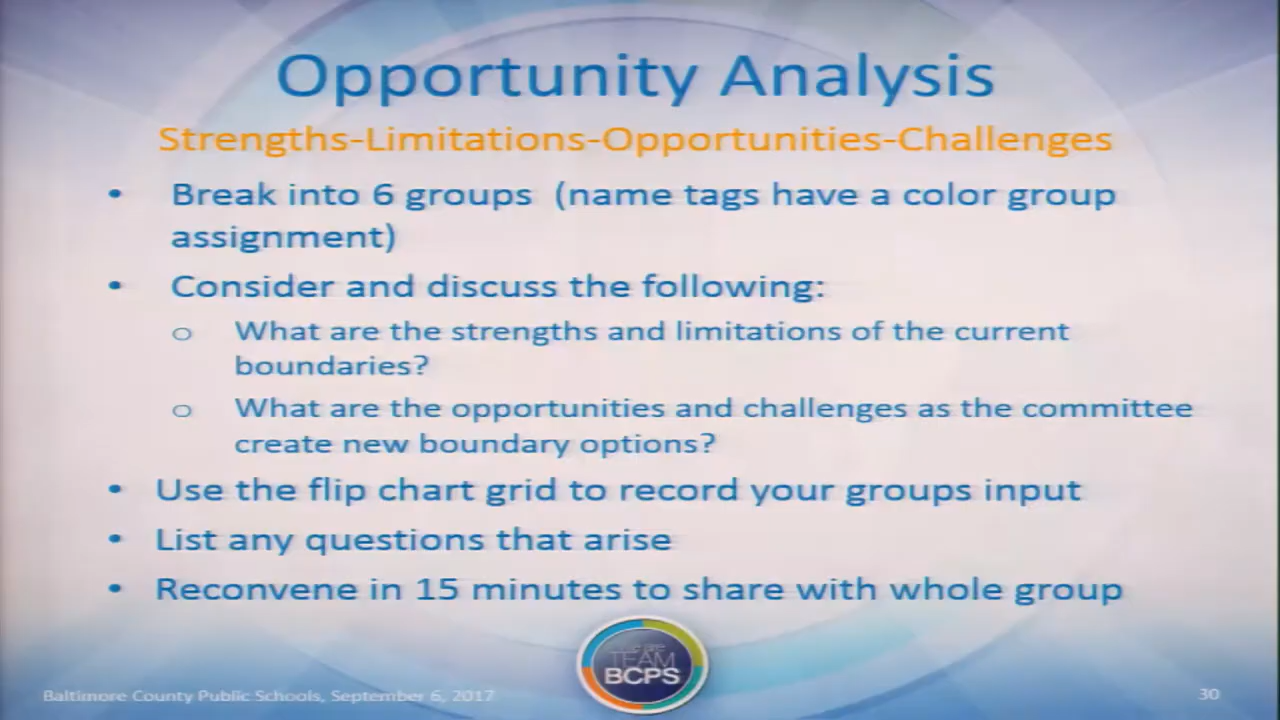 Opportunity Analysis
Strengths-Limitations-Opportunities-Challenges
• Break into 6 groups (name tags have a color group
assignment)
• Consider and discuss the following:
o What are the strengths and limitations of the current
boundaries?
o What are the opportunities and challenges as the committee
create new boundary options?
• Use the flip chart grid to record your groups input
• List any questions that arise
• Reconvene in 15 minutes to share with whole group
we are
TEAM
BCPS
Baltimore County Public Schools, September 6, 2017
30